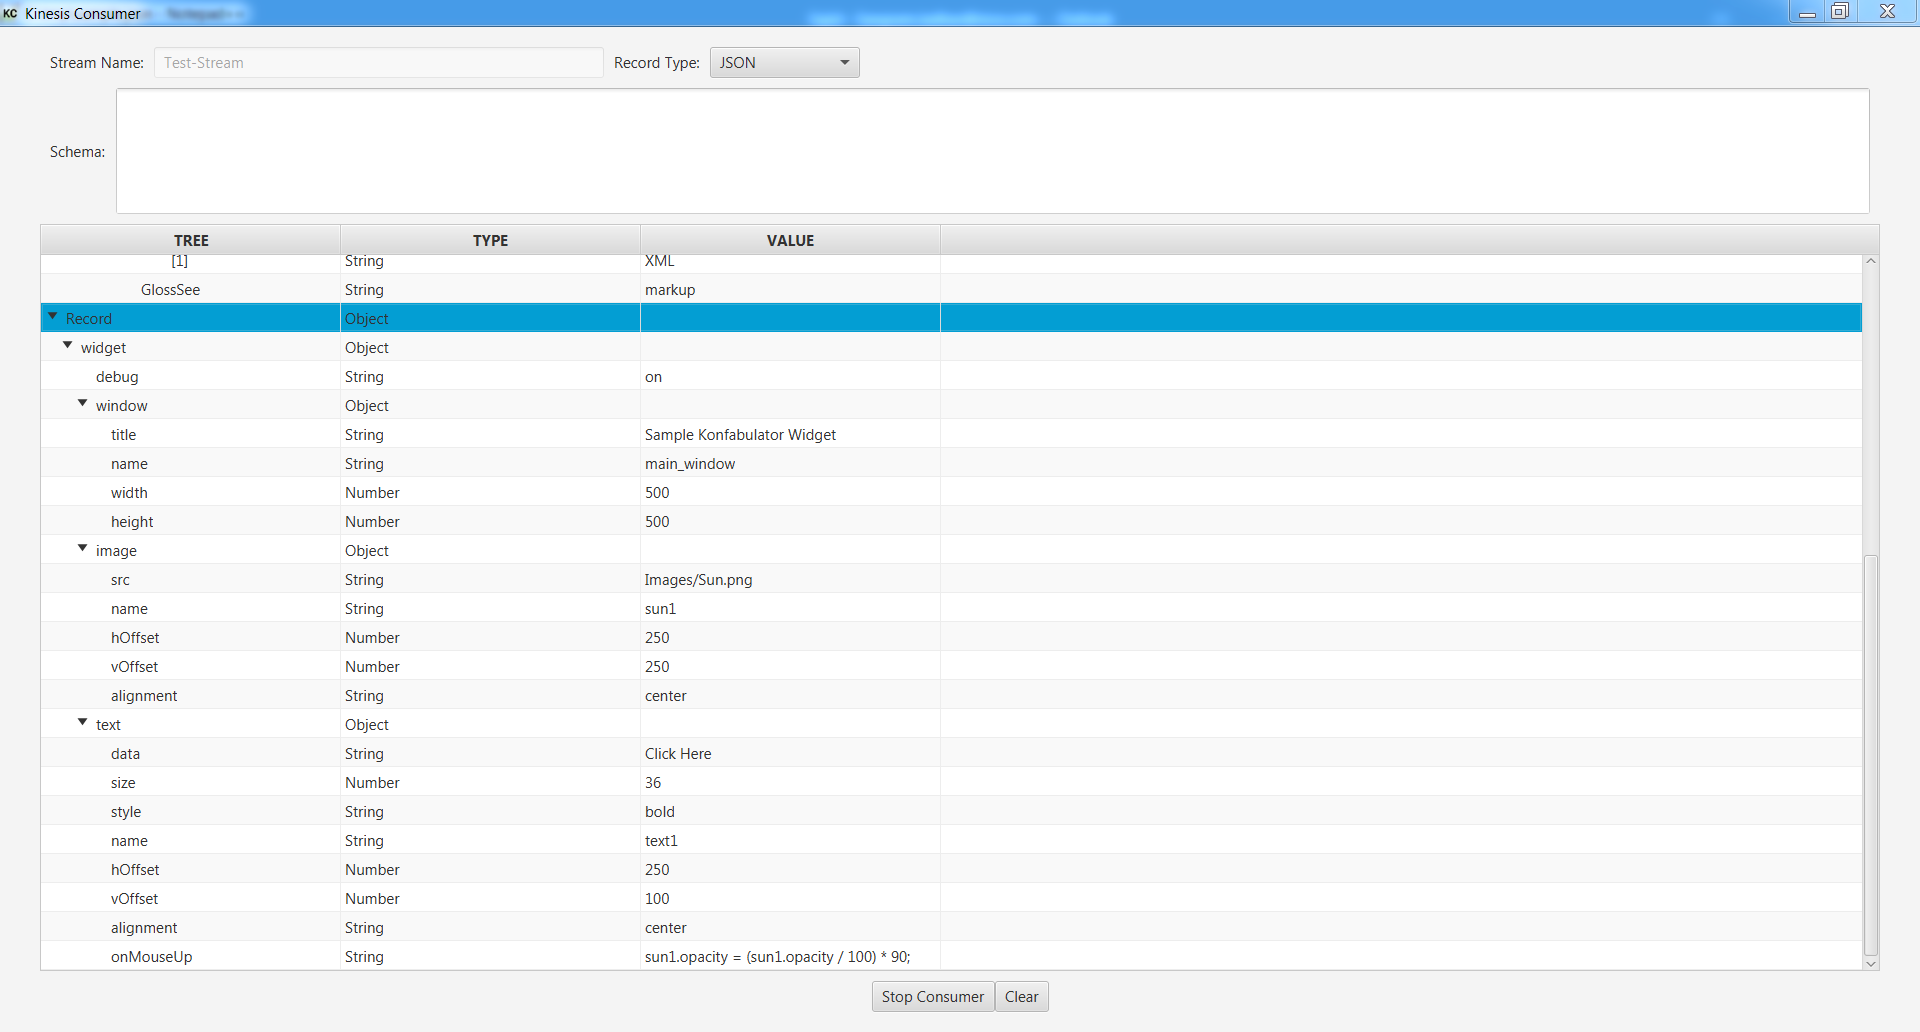 KC Kinesis Consumer
Stream Name: Test-Stream Record Type: JSON
Schema:
TREE TYPE VALUE
[1] String XML
GlossSee String markup
Record Object
widget Object
debug String on
window Object
title String Sample Konfabulator Widget
name String main_window
width Number 500
height Number 500
image Object
src String Images/Sun.png
name String sun1
hOffset Number 250
vOffset Number 250
alignment String center
text Object
data String Click Here
size Number 36
style String bold
name String text1
hOffset Number 250
vOffset Number 100
alignment String center
onMouseUp String sun1.opacity = (sun1.opacity / 100) * 90;
Stop Consumer Clear